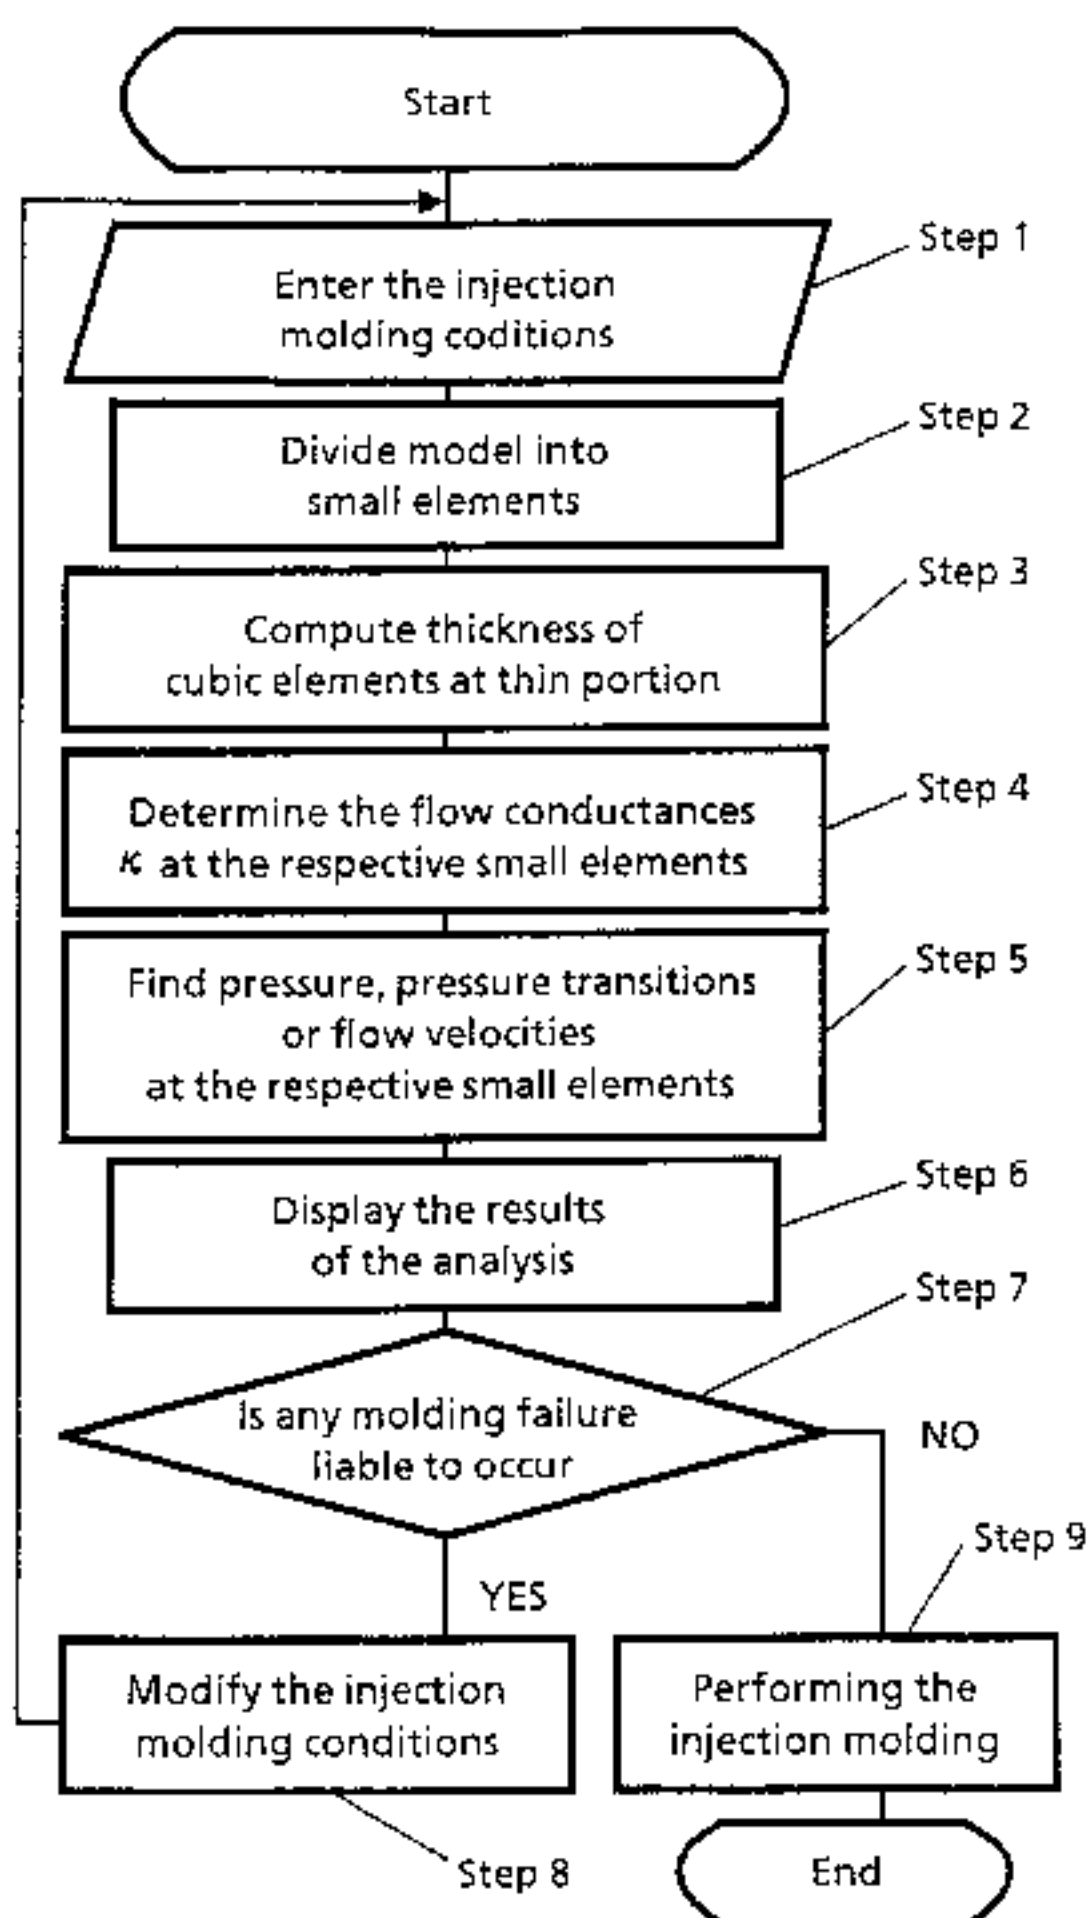 Start
Step 1
Enter the injection
molding coditions
Step 2
Divide model into
small elements
Step 3
Compute thickness of
cubic elements at thin portion
Step 4
Determine the flow conductances
κ at the respective small elements
Step 5
Find pressure, pressure transitions
or flow velocities
at the respective small elements
Step 6
Display the results
of the analysis
Step 7
Is any molding failure
liable to occur
NO
Step 9
YES
Modify the injection
molding conditions
Performing the
injection molding
Step 8
End